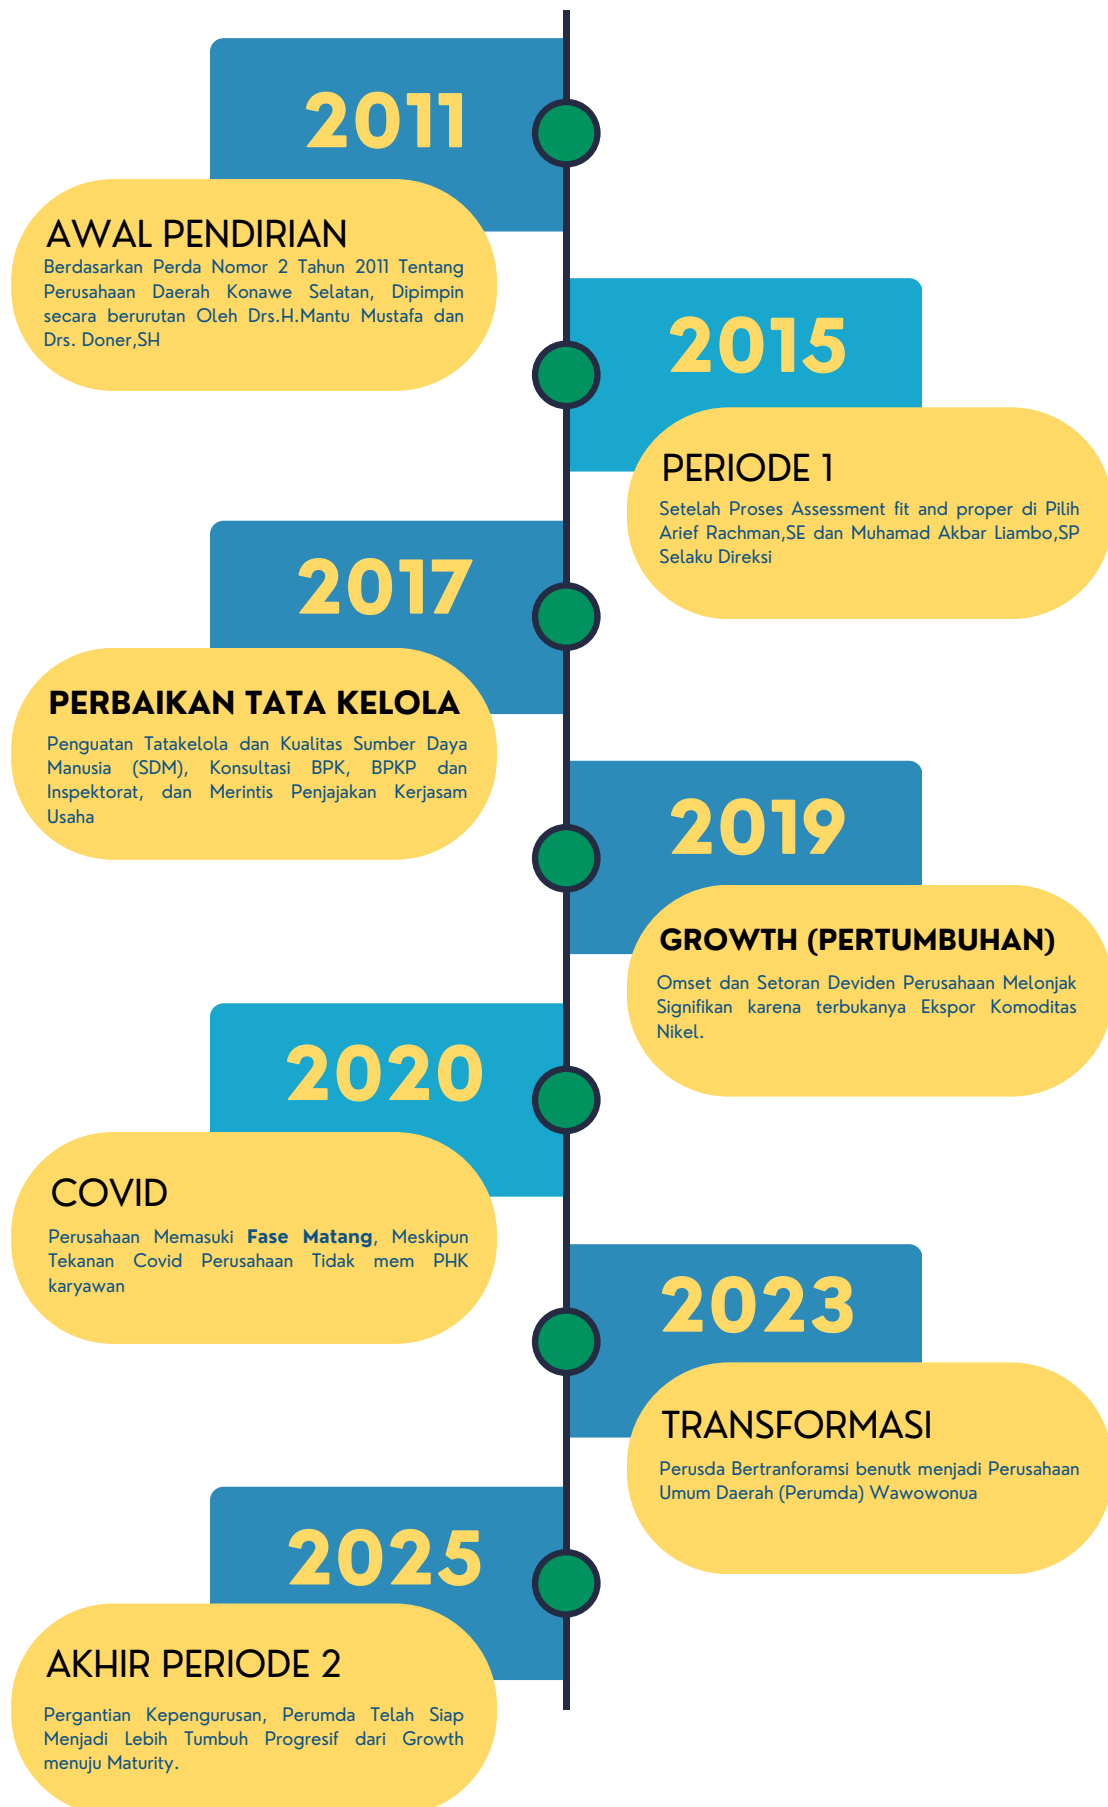 2011
AWAL PENDIRIAN
Berdasarkan Perda Nomor 2 Tahun 2011 Tentang
Perusahaan Daerah Konawe Selatan, Dipimpin
secara berurutan Oleh Drs.H.Mantu Mustafa dan
Drs. Doner,SH
2015
PERIODE 1
Setelah Proses Assessment fit and proper di Pilih
Arief Rachman,SE dan Muhamad Akbar Liambo,SP
Selaku Direksi
2017
PERBAIKAN TATA KELOLA
Penguatan Tatakelola dan Kualitas Sumber Daya
Manusia (SDM), Konsultasi BPK, BPKP dan
Inspektorat, dan Merintis Penjajakan Kerjasam
Usaha
2019
GROWTH (PERTUMBUHAN)
Omset dan Setoran Deviden Perusahaan Melonjak
Signifikan karena terbukanya Ekspor Komoditas
Nikel.
2020
COVID
Perusahaan Memasuki Fase Matang, Meskipun
Tekanan Covid Perusahaan Tidak mem PHK
karyawan
2023
TRANSFORMASI
Perusda Bertranforamsi benutk menjadi Perusahaan
Umum Daerah (Perumda) Wawowonua
2025
AKHIR PERIODE 2
Pergantian Kepengurusan, Perumda Telah Siap
Menjadi Lebih Tumbuh Progresif dari Growth
menuju Maturity.